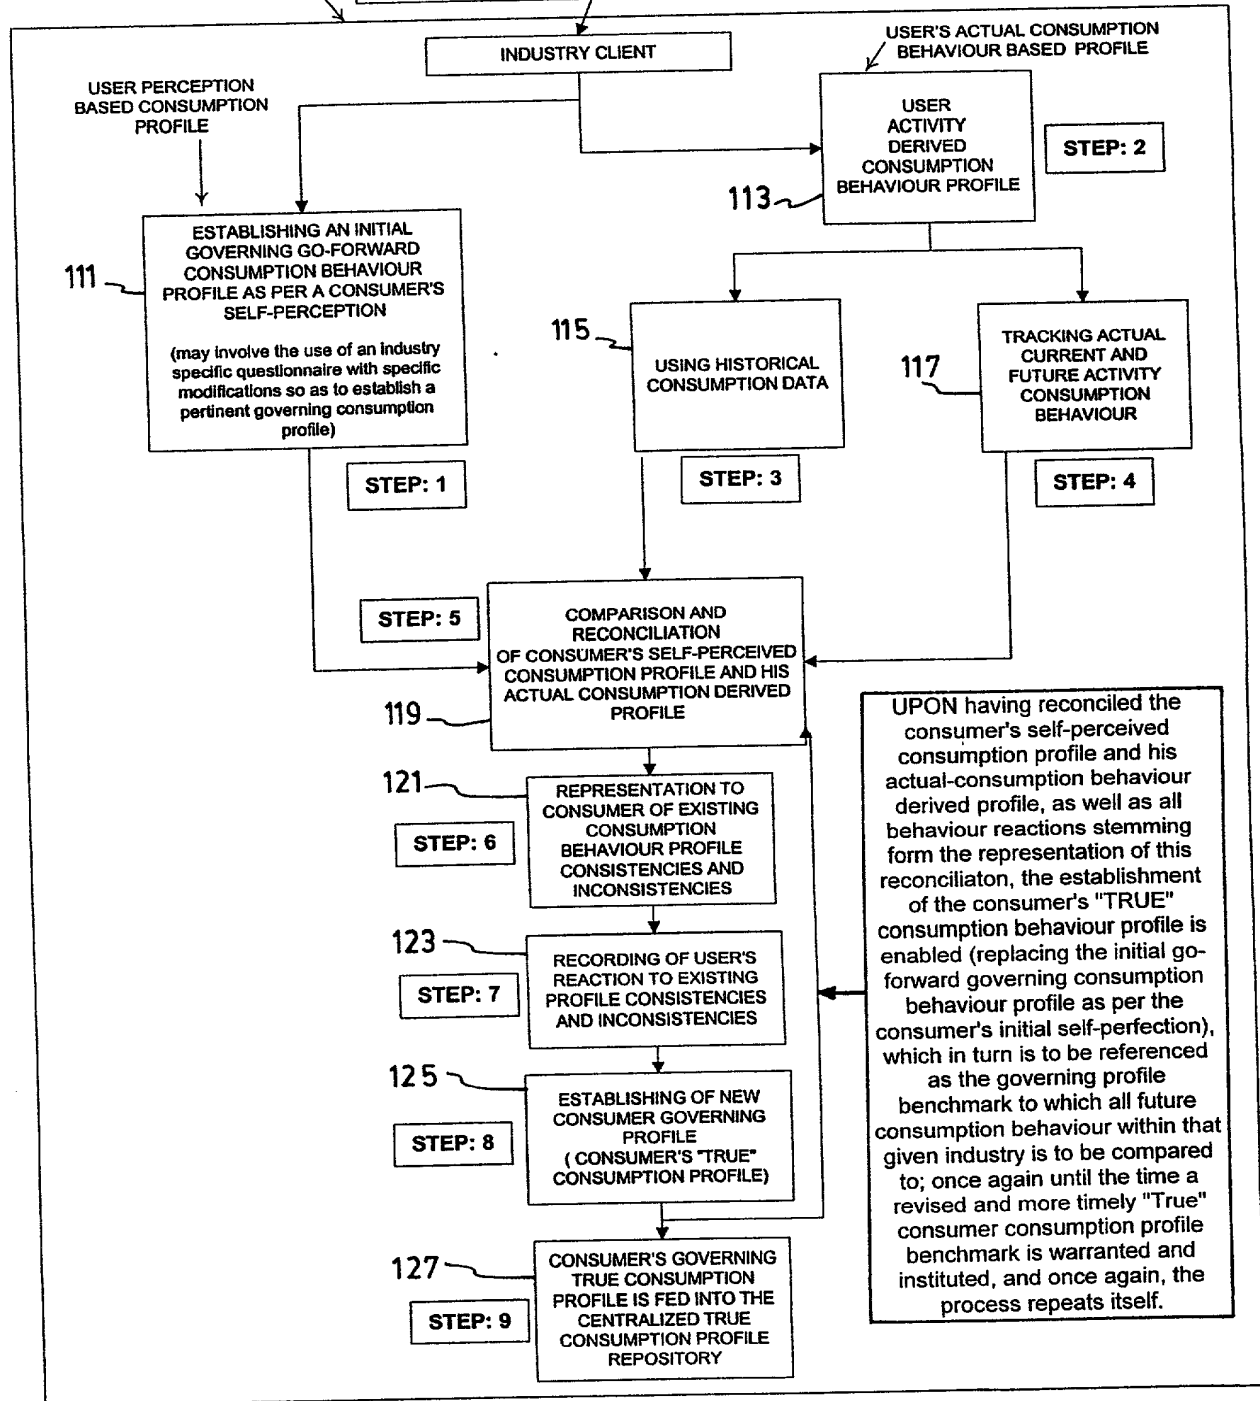 INDUSTRY CLIENT
USER'S ACTUAL CONSUMPTION
BEHAVIOUR BASED PROFILE
USER PERCEPTION
BASED CONSUMPTION
PROFILE
USER
ACTIVITY
DERIVED
CONSUMPTION
BEHAVIOUR PROFILE
STEP: 2
113
ESTABLISHING AN INITIAL
GOVERNING GO-FORWARD
CONSUMPTION BEHAVIOUR
PROFILE AS PER A CONSUMER'S
SELF-PERCEPTION
(may involve the use of an industry
specific questionnaire with specific
modifications so as to establish a
pertinent governing consumption
profile)
111
STEP: 1
115
USING HISTORICAL
CONSUMPTION DATA
STEP: 3
117
TRACKING ACTUAL
CURRENT AND
FUTURE ACTIVITY
CONSUMPTION
BEHAVIOUR
STEP: 4
STEP: 5
COMPARISON AND
RECONCILIATION
OF CONSUMER'S SELF-PERCEIVED
CONSUMPTION PROFILE AND HIS
ACTUAL CONSUMPTION DERIVED
PROFILE
119
121
REPRESENTATION TO
CONSUMER OF EXISTING
CONSUMPTION
BEHAVIOUR PROFILE
CONSISTENCIES AND
INCONSISTENCIES
STEP: 6
123
RECORDING OF USER'S
REACTION TO EXISTING
PROFILE CONSISTENCIES
AND INCONSISTENCIES
STEP: 7
125
ESTABLISHING OF NEW
CONSUMER GOVERNING
PROFILE
( CONSUMER'S "TRUE"
CONSUMPTION PROFILE)
STEP: 8
127
CONSUMER'S GOVERNING
TRUE CONSUMPTION
PROFILE IS FED INTO THE
CENTRALIZED TRUE
CONSUMPTION PROFILE
REPOSITORY
STEP: 9
UPON having reconciled the
consumer's self-perceived
consumption profile and his
actual-consumption behaviour
derived profile, as well as all
behaviour reactions stemming
form the representation of this
reconciliaton, the establishment
of the consumer's "TRUE"
consumption behaviour profile is
enabled (replacing the initial go-
forward governing consumption
behaviour profile as per the
consumer's initial self-perfection),
which in turn is to be referenced
as the governing profile
benchmark to which all future
consumption behaviour within that
given industry is to be compared
to; once again until the time a
revised and more timely "True"
consumer consumption profile
benchmark is warranted and
instituted, and once again, the
process repeats itself.